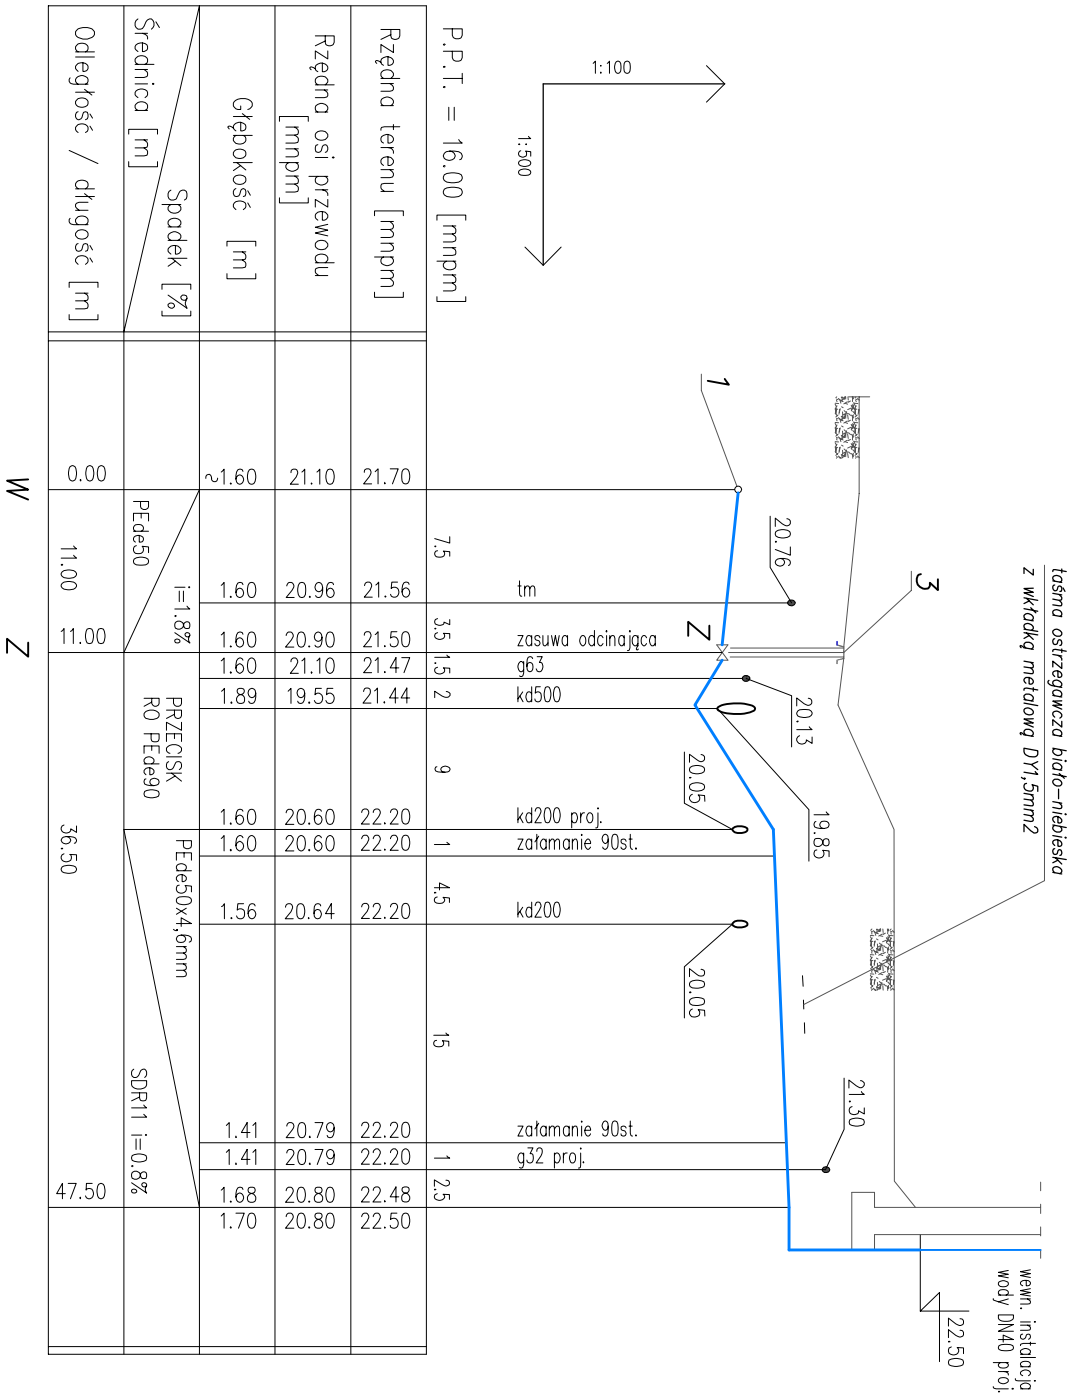 1:100
1:500
P.P.T. = 16.00 [mnpm]
taśma ostrzegawcza biało-niebieska
z wkładką metalową DY1,5mm2
1
3
Z
20.76
20.13
19.85
20.05
20.05
21.30
22.50
wewn. instalacja
wody DN40 proj.
tm
zasuwa odcinająca
g63
kd500
kd200 proj.
załamanie 90st.
kd200
załamanie 90st.
g32 proj.
7.5 3.5 1.5 2 9 1 4.5 15 1 2.5
Rzędna terenu [mnpm]
21.70 21.56 21.50 21.47 21.44 22.20 22.20 22.20 22.20 22.20 22.48 22.50
Rzędna osi przewodu
[mnpm]
21.10 20.96 20.90 21.10 19.55 20.60 20.60 20.64 20.79 20.79 20.80 20.80
Głębokość [m]
~1.60 1.60 1.60 1.60 1.89 1.60 1.60 1.56 1.41 1.41 1.68 1.70
Spadek [%]
Średnica [m]
PEde50
i=1.8%
PRZECISK
RO PEde90
PEde50x4,6mm
SDR11 i=0.8%
Odległość / długość [m]
0.00 11.00 11.00 36.50 47.50
W Z